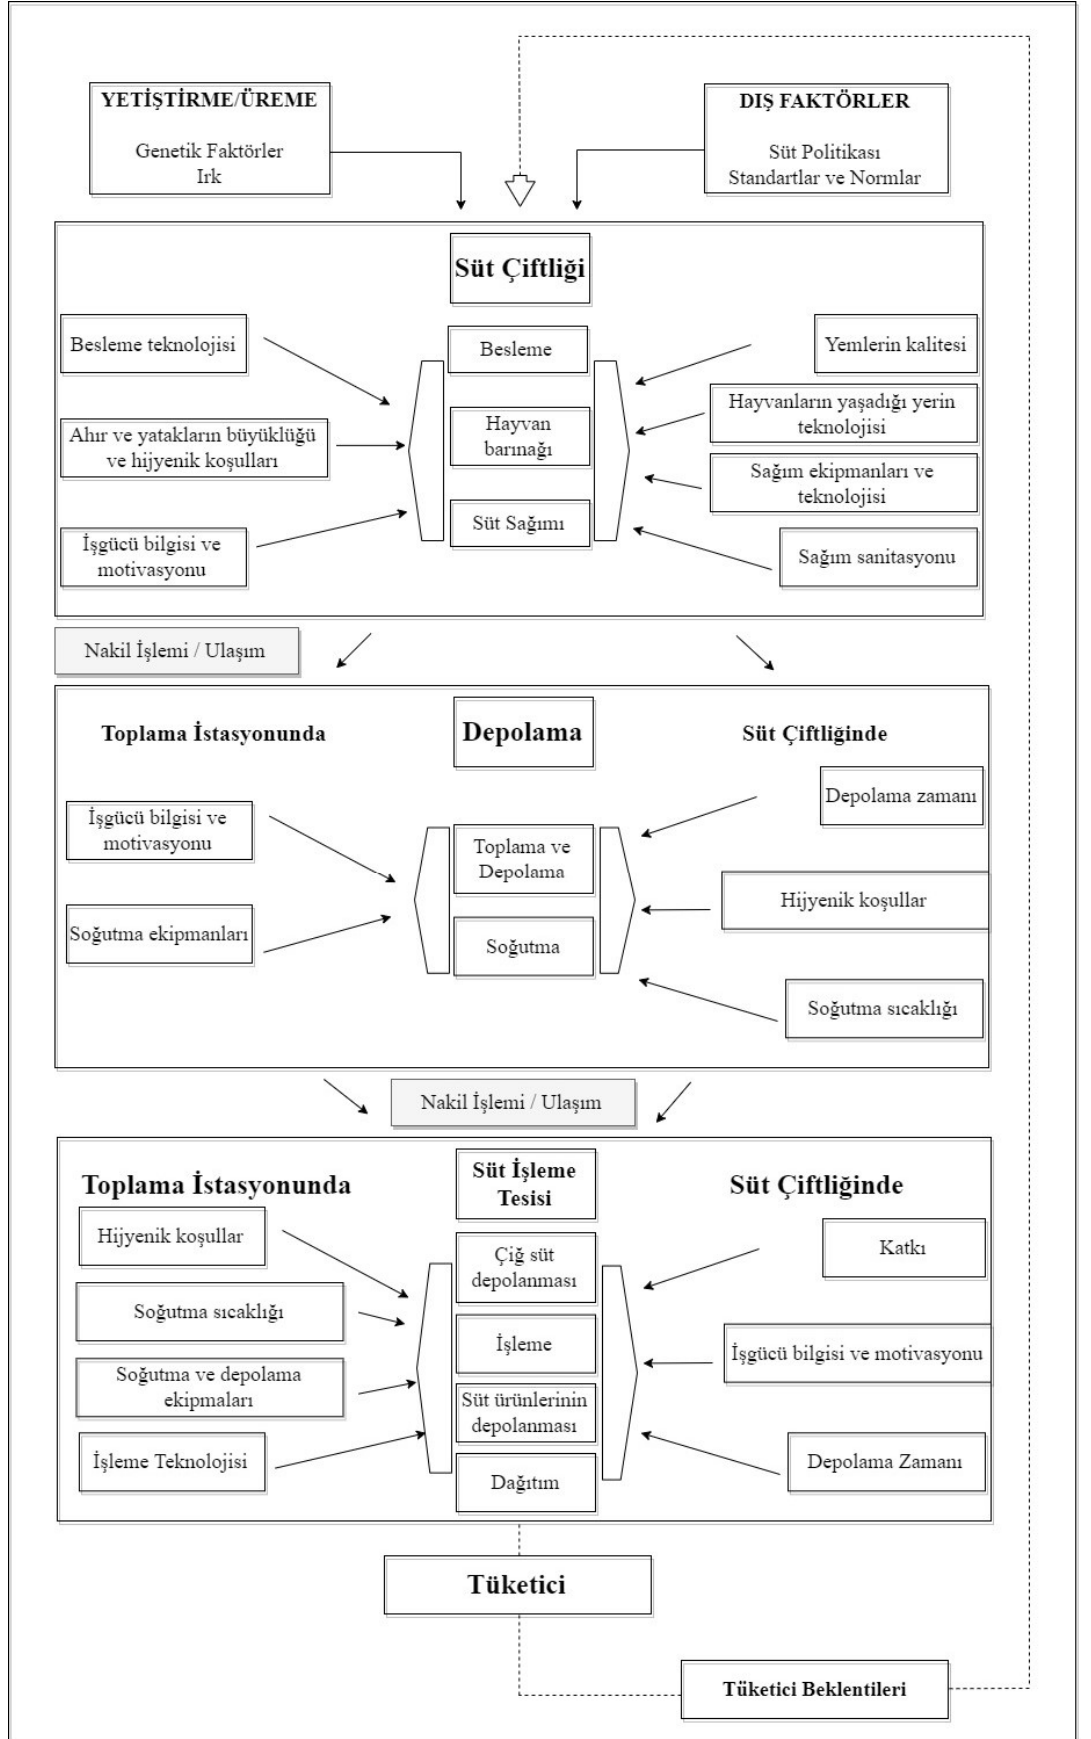 YETİŞTİRME/ÜREME
Genetik Faktörler
Irk
DIŞ FAKTÖRLER
Süt Politikası
Standartlar ve Normlar
Süt Çiftliği
Besleme teknolojisi
Ahır ve yatakların büyüklüğü
ve hijyenik koşulları
İşgücü bilgisi ve
motivasyonu
Besleme
Hayvan
barınağı
Süt Sağımı
Yemlerin kalitesi
Hayvanların yaşadığı yerin
teknolojisi
Sağım ekipmanları ve
teknolojisi
Sağım sanitasyonu
Nakil İşlemi / Ulaşım
Toplama İstasyonunda
Depolama
Süt Çiftliğinde
İşgücü bilgisi ve
motivasyonu
Soğutma ekipmanları
Toplama ve
Depolama
Soğutma
Depolama zamanı
Hijyenik koşullar
Soğutma sıcaklığı
Nakil İşlemi / Ulaşım
Toplama İstasyonunda
Süt İşleme
Tesisi
Süt Çiftliğinde
Hijyenik koşullar
Soğutma sıcaklığı
Soğutma ve depolama
ekipmaları
İşleme Teknolojisi
Çiğ süt
depolanması
İşleme
Süt ürünlerinin
depolanması
Dağıtım
Katkı
İşgücü bilgisi ve motivasyonu
Depolama Zamanı
Tüketici
Tüketici Beklentileri